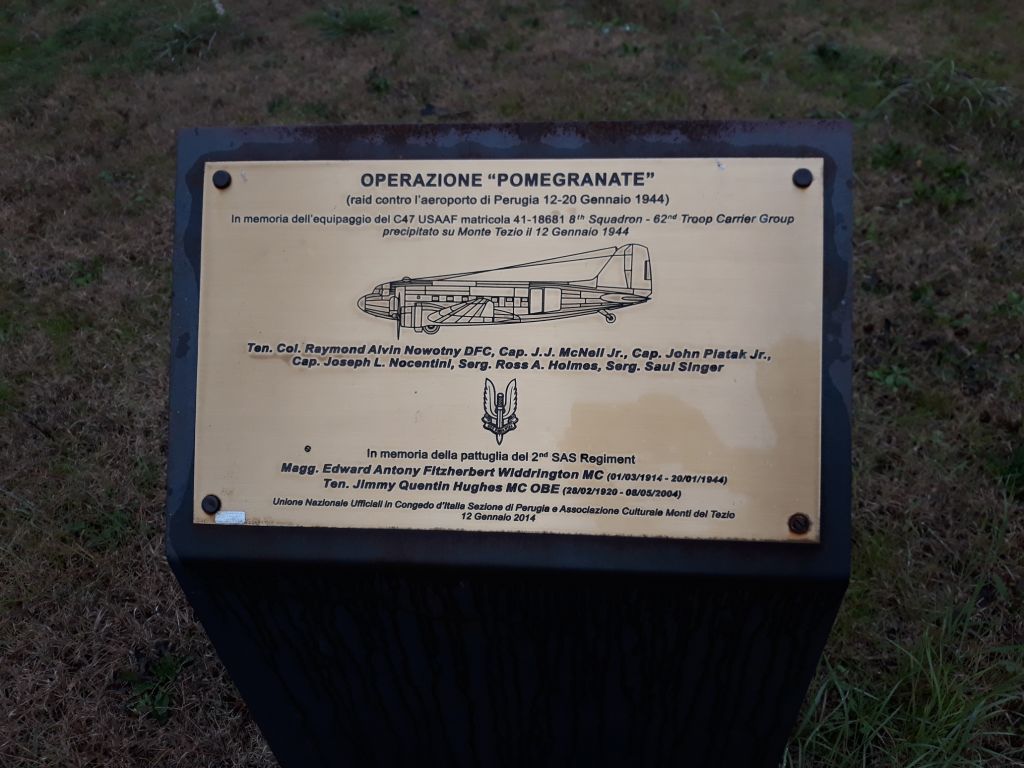 OPERAZIONE “POMEGRANATE”
(raid contro l'aeroporto di Perugia 12-20 Gennaio 1944)
In memoria dell'equipaggio del C47 USAAF matricola 41-18681 8th Squadron - 62nd Troop Carrier Group
precipitato su Monte Tezio il 12 Gennaio 1944
Ten. Col. Raymond Alvin Nowotny DFC, Cap. J.J. McNeil Jr., Cap. John Piatak Jr.,
Cap. Joseph L. Nocentini, Serg. Ross A. Holmes, Serg. Saul Singer
In memoria della pattuglia del 2nd SAS Regiment
Magg. Edward Antony Fitzherbert Widdrington MC (01/03/1914 - 20/01/1944)
Ten. Jimmy Quentin Hughes MC OBE (28/02/1920 - 08/05/2004)
Unione Nazionale Ufficiali in Congedo d'Italia Sezione di Perugia e Associazione Culturale Monti del Tezio
12 Gennaio 2014